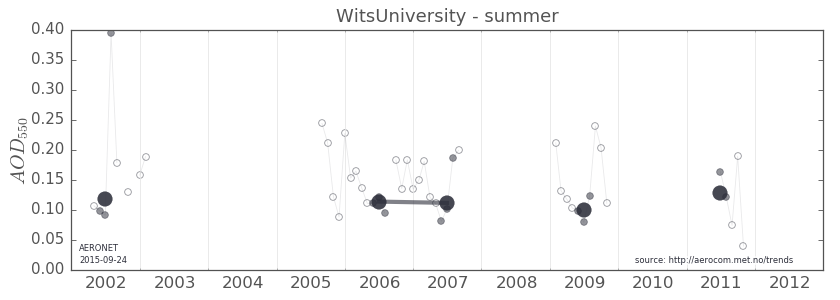 WitsUniversity - summer
0.40
0.35
0.30
0.25
0.20
0.15
0.10
0.05
0.00
AOD550
AERONET
2015-09-24
source: http://aerocom.met.no/trends
2002 2003 2004 2005 2006 2007 2008 2009 2010 2011 2012